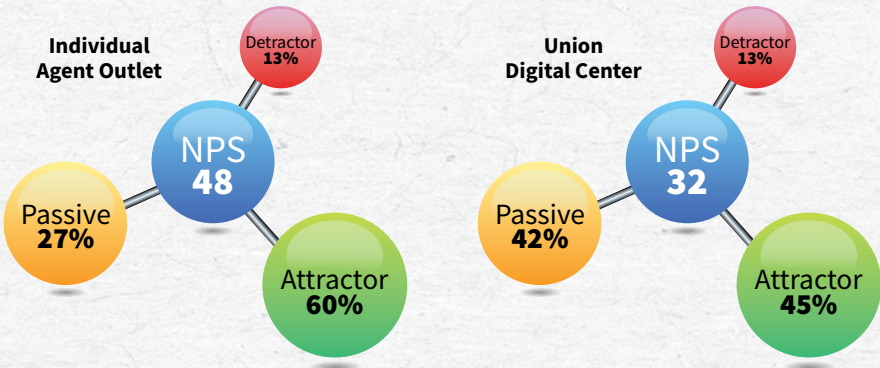 Individual
Agent Outlet
Detractor
13%
NPS
48
Passive
27%
Attractor
60%
Union
Digital Center
Detractor
13%
NPS
32
Passive
42%
Attractor
45%